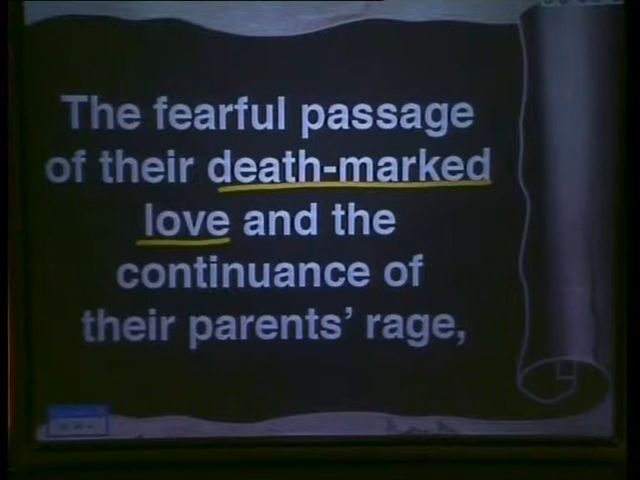 The fearful passage
of their death-marked
love and the
continuance of
their parents' rage,